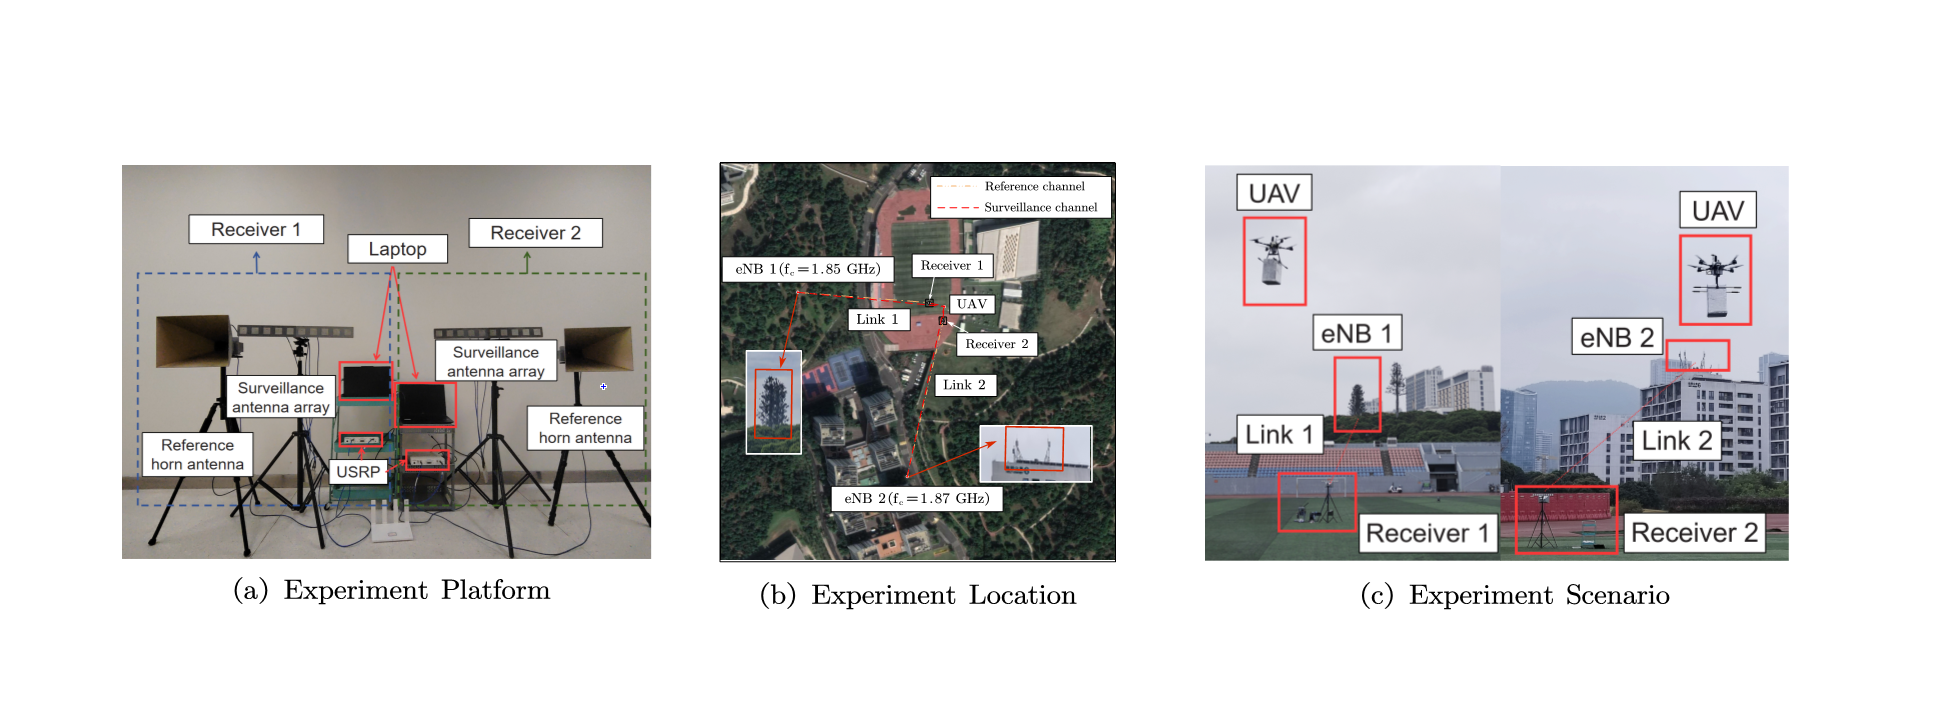 Receiver 1
Receiver 2
Laptop
Surveillance
antenna array
Surveillance
antenna array
Reference
horn antenna
Reference
horn antenna
USRP
(a) Experiment Platform
Reference channel
Surveillance channel
eNB 1(fc=1.85 GHz)
Receiver 1
UAV
Link 1
Receiver 2
Link 2
eNB 2(fc=1.87 GHz)
(b) Experiment Location
UAV
UAV
eNB 1
eNB 2
Link 1
Link 2
Receiver 1
Receiver 2
(c) Experiment Scenario